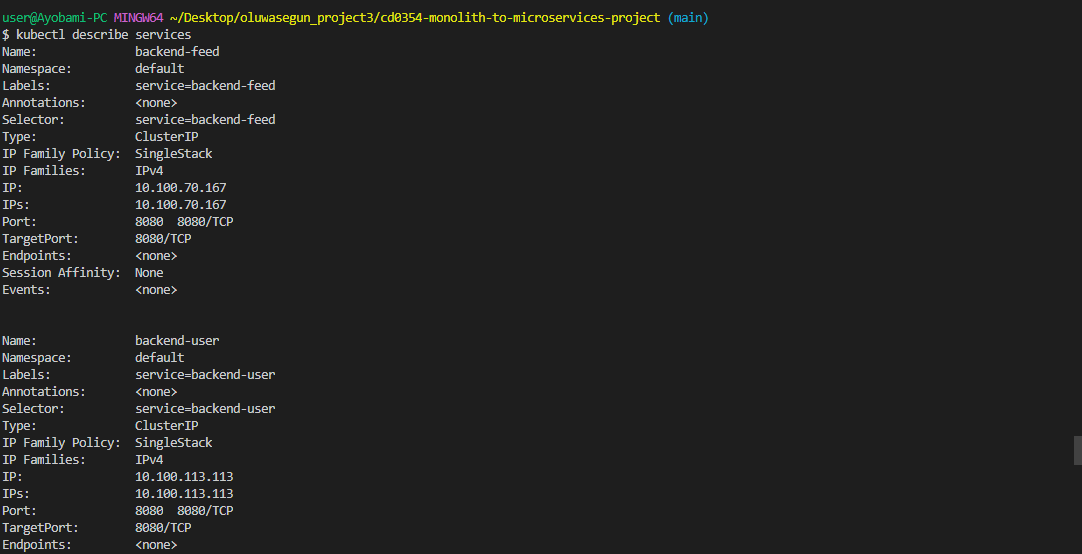 user@Ayobami-PC MINGW64 ~/Desktop/oluwasegun_project3/cd0354-monolith-to-microservices-project (main)
$ kubectl describe services
Name:              backend-feed
Namespace:         default
Labels:            service=backend-feed
Annotations:       <none>
Selector:          service=backend-feed
Type:              ClusterIP
IP Family Policy:  SingleStack
IP Families:       IPv4
IP:                10.100.70.167
IPs:               10.100.70.167
Port:              8080  8080/TCP
TargetPort:        8080/TCP
Endpoints:         <none>
Session Affinity:  None
Events:            <none>
Name:              backend-user
Namespace:         default
Labels:            service=backend-user
Annotations:       <none>
Selector:          service=backend-user
Type:              ClusterIP
IP Family Policy:  SingleStack
IP Families:       IPv4
IP:                10.100.113.113
IPs:               10.100.113.113
Port:              8080  8080/TCP
TargetPort:        8080/TCP
Endpoints:         <none>